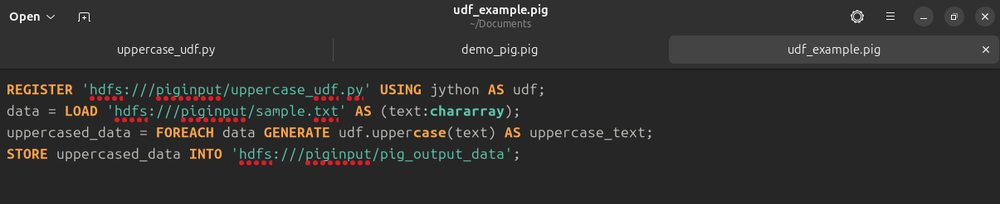 Open
udf_example.pig
~/Documents
uppercase_udf.py
demo_pig.pig
udf_example.pig
REGISTER 'hdfs:///piginput/uppercase_udf.py' USING jython AS udf;
data = LOAD 'hdfs:///piginput/sample.txt' AS (text:chararray);
uppercased_data = FOREACH data GENERATE udf.uppercase(text) AS uppercase_text;
STORE uppercased_data INTO 'hdfs:///piginput/pig_output_data';